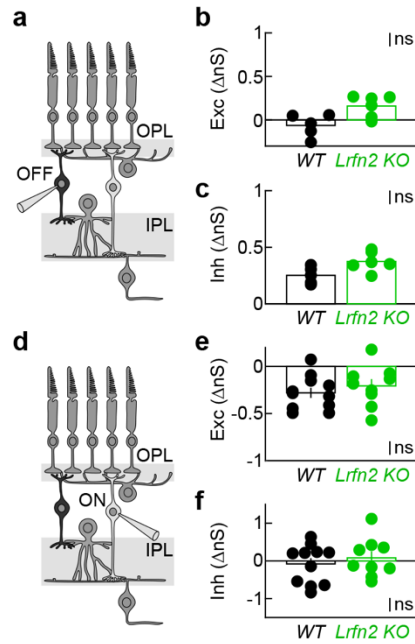 a
OPL
OFF
IPL
b
Exc (ΔnS)
1
0.5
0
ns
WT Lrfn2 KO
c
Inh (ΔnS)
1
0.5
0
ns
WT Lrfn2 KO
d
OPL
ON
IPL
e
Exc (ΔnS)
0
-0.5
-1
ns
WT Lrfn2 KO
f
Inh (ΔnS)
1
0
-1
ns
WT Lrfn2 KO